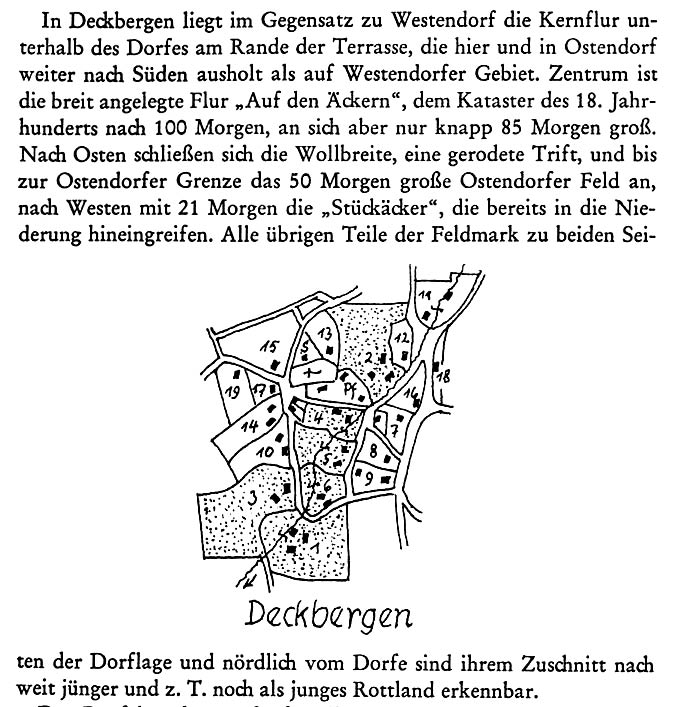 In Deckbergen liegt im Gegensatz zu Westendorf die Kernflur un-
terhalb des Dorfes am Rande der Terrasse, die hier und in Ostendorf
weiter nach Süden ausholt als auf Westendorfer Gebiet. Zentrum ist
die breit angelegte Flur „Auf den Äckern“, dem Kataster des 18. Jahr-
hunderts nach 100 Morgen, an sich aber nur knapp 85 Morgen groß.
Nach Osten schließen sich die Wollbreite, eine gerodete Trift, und bis
zur Ostendorfer Grenze das 50 Morgen große Ostendorfer Feld an,
nach Westen mit 21 Morgen die „Stückäcker“, die bereits in die Nie-
derung hineingreifen. Alle übrigen Teile der Feldmark zu beiden Sei-
11
13
12
15
S
2
18
19
17
Pf.
16
4
7
14
8
10
5
9
3
6
1
Deckbergen
ten der Dorflage und nördlich vom Dorfe sind ihrem Zuschnitt nach
weit jünger und z. T. noch als junges Rottland erkennbar.